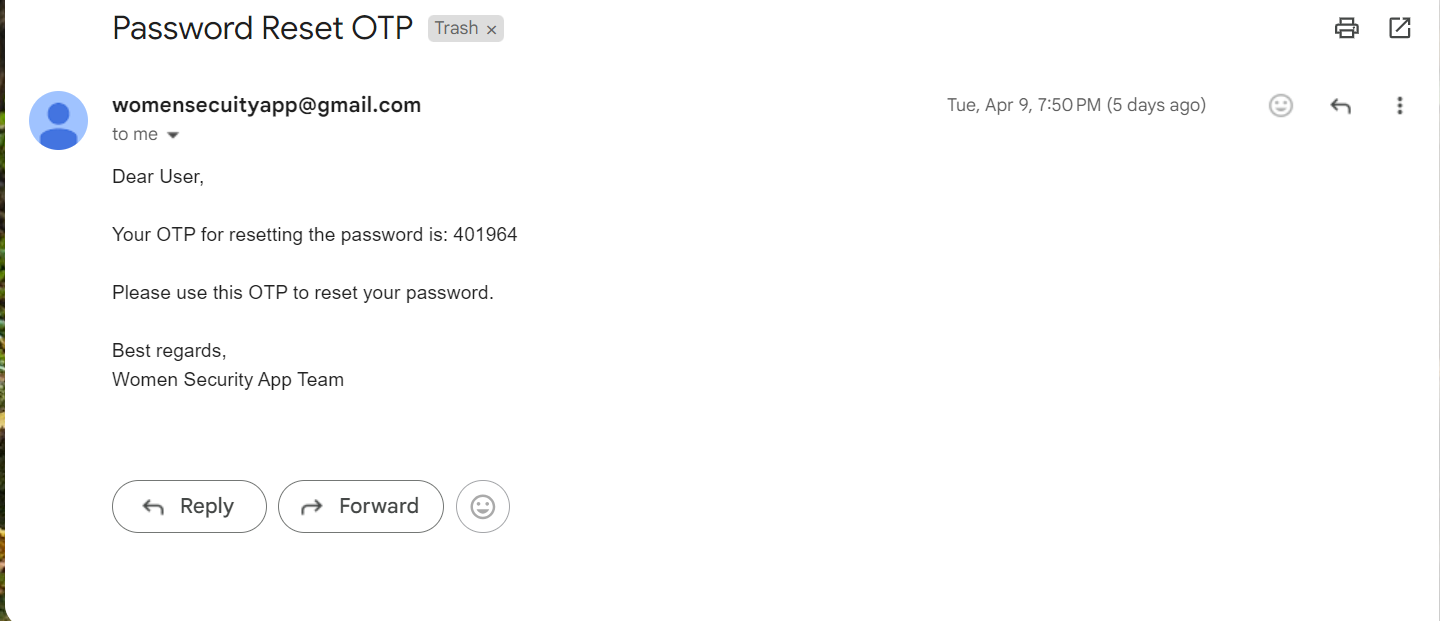 Password Reset OTP Trash ×
womensecuityapp@gmail.com Tue, Apr 9, 7:50 PM (5 days ago)
to me
Dear User,
Your OTP for resetting the password is: 401964
Please use this OTP to reset your password.
Best regards,
Women Security App Team
Reply Forward